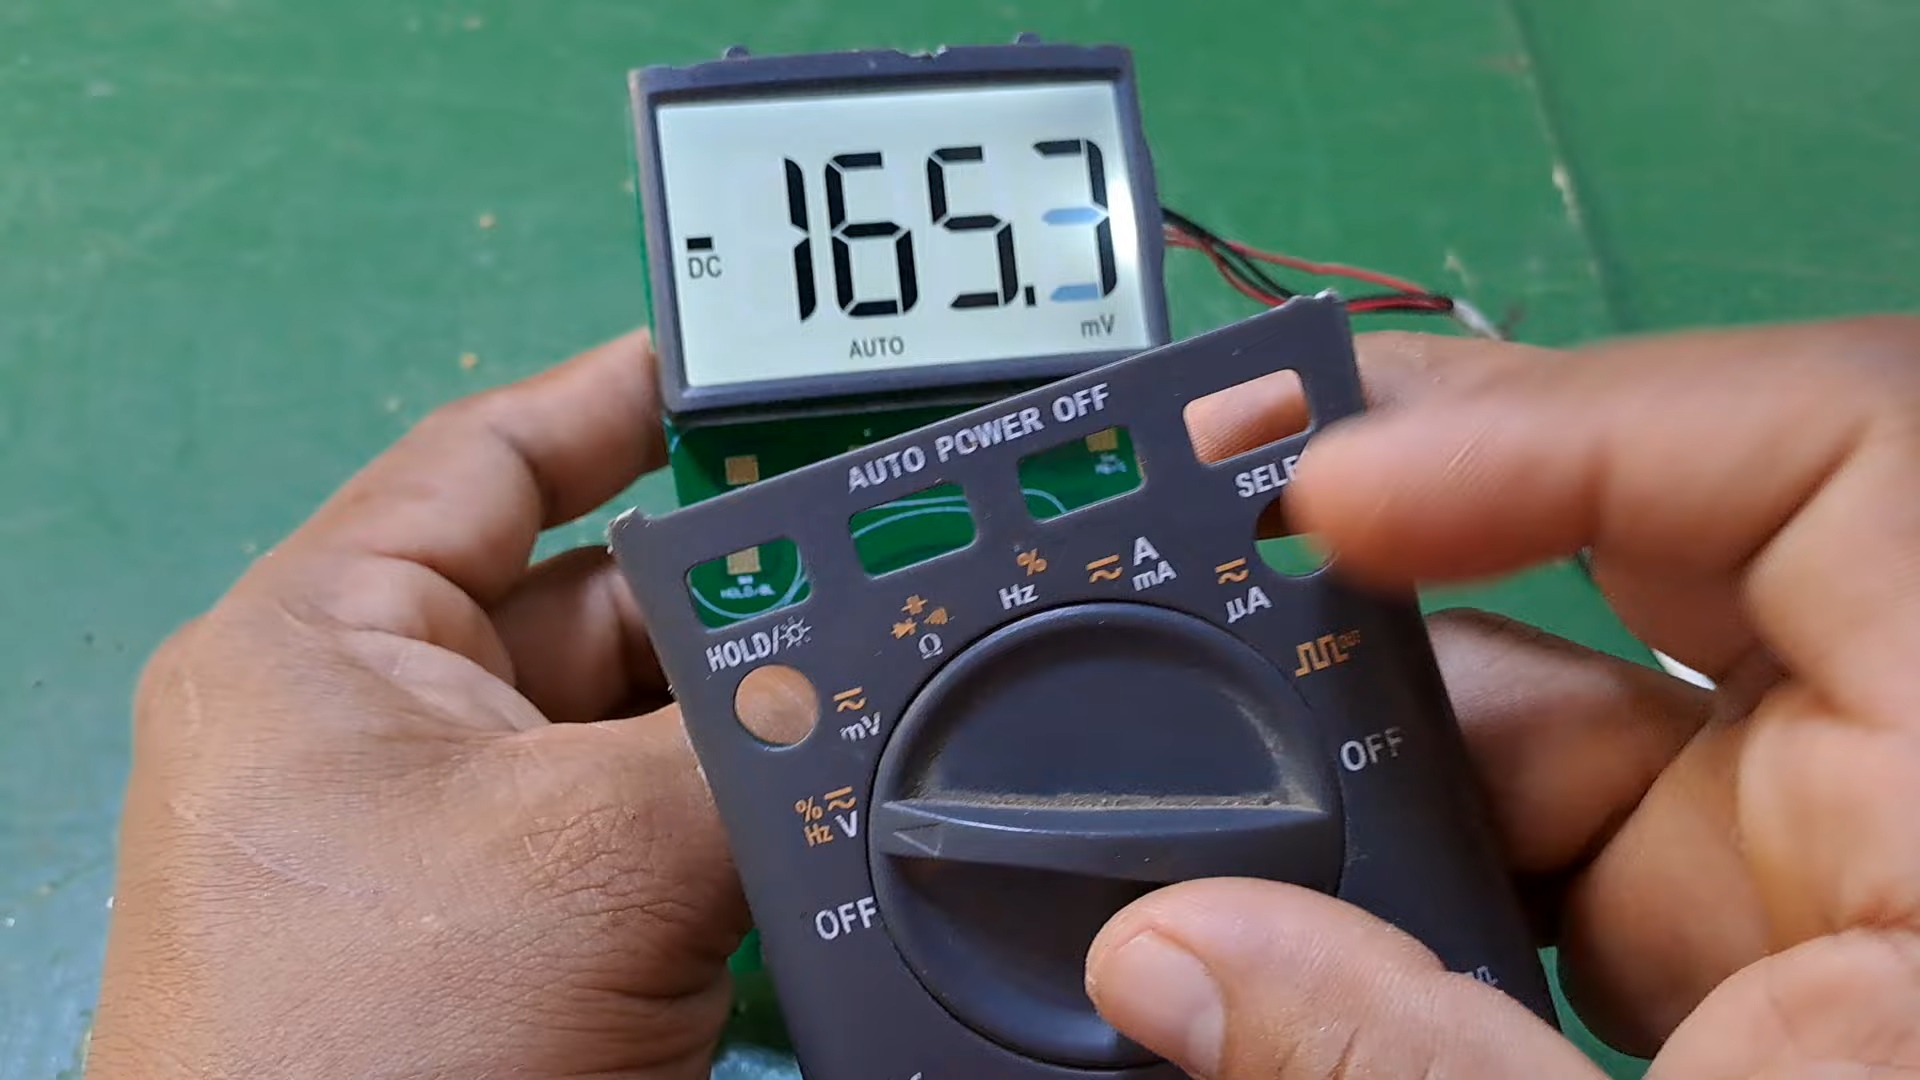 -165.3
DC
AUTO
mV
AUTO POWER OFF
SELE
HOLD/
%
Hz
A
mA
µA
Ω
mV
%
Hz V
OFF
OFF